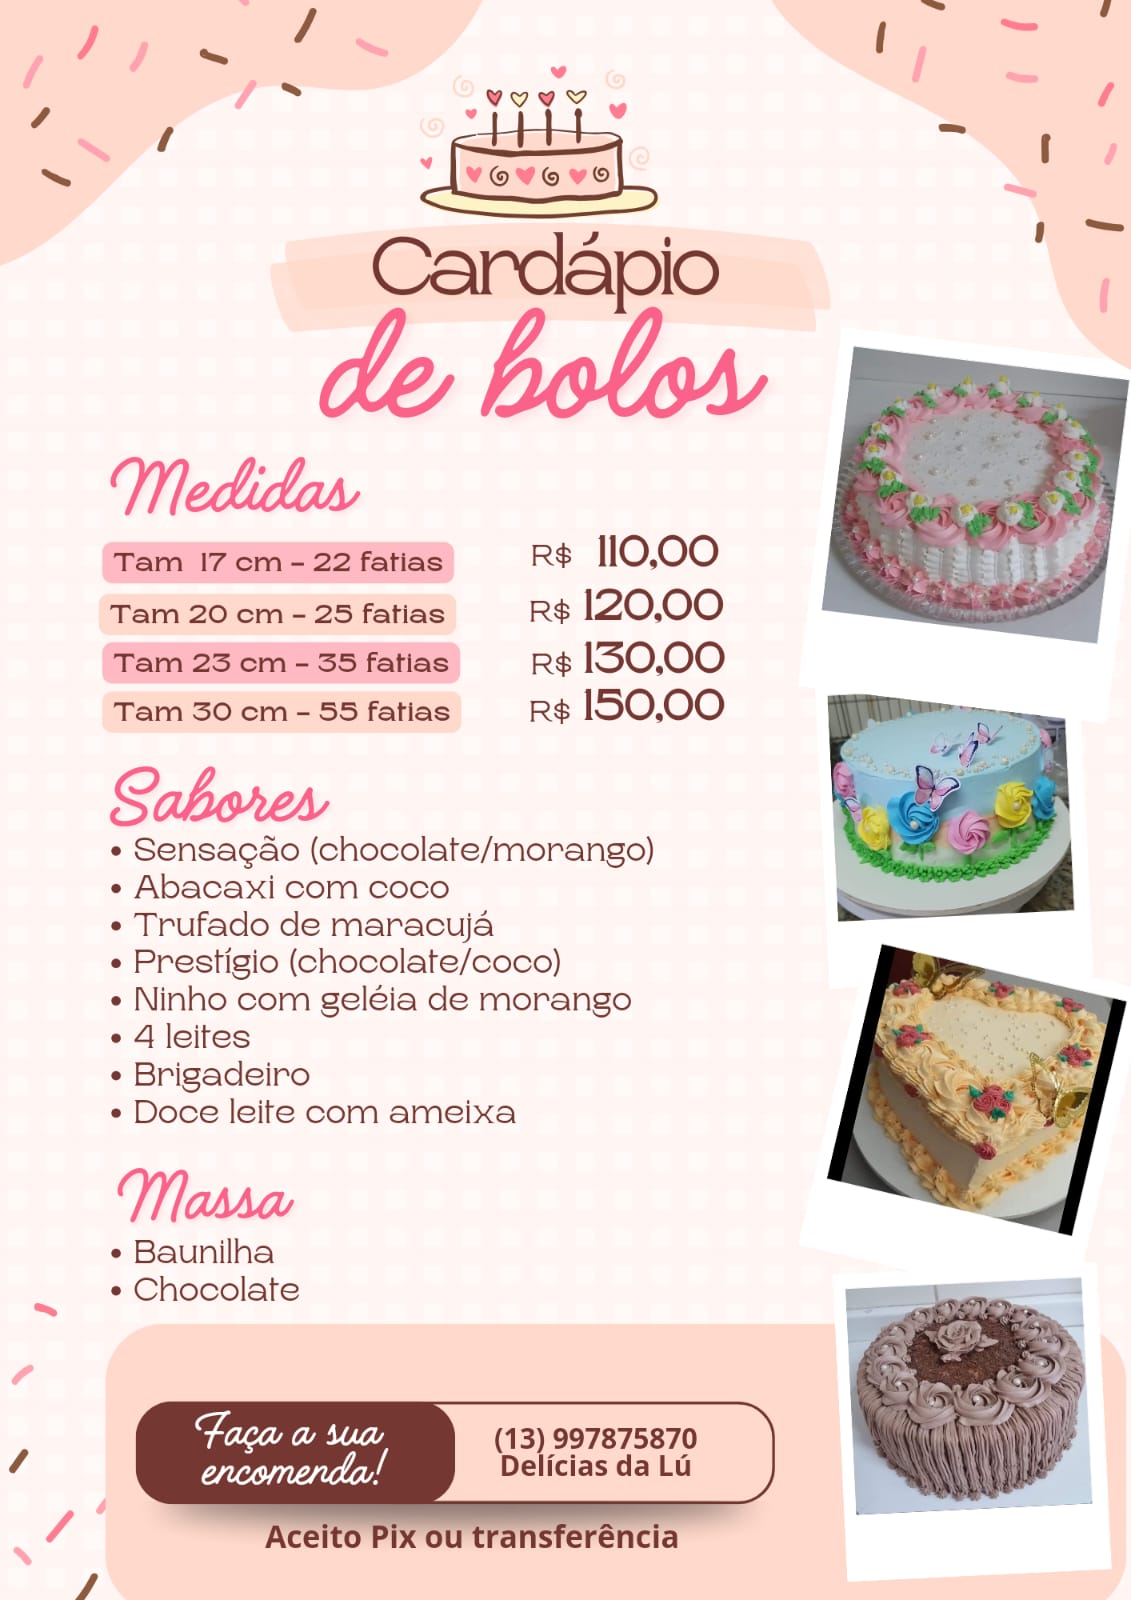 Cardápio
de bolos
Medidas
Tam 17 cm - 22 fatias R$ 110,00
Tam 20 cm - 25 fatias R$ 120,00
Tam 23 cm - 35 fatias R$ 130,00
Tam 30 cm - 55 fatias R$ 150,00
Sabores
• Sensação (chocolate/morango)
• Abacaxi com coco
• Trufado de maracujá
• Prestígio (chocolate/coco)
• Ninho com geléia de morango
• 4 leites
• Brigadeiro
• Doce leite com ameixa
Massa
• Baunilha
• Chocolate
Faça a sua
encomenda!
(13) 997875870
Delícias da Lú
Aceito Pix ou transferência